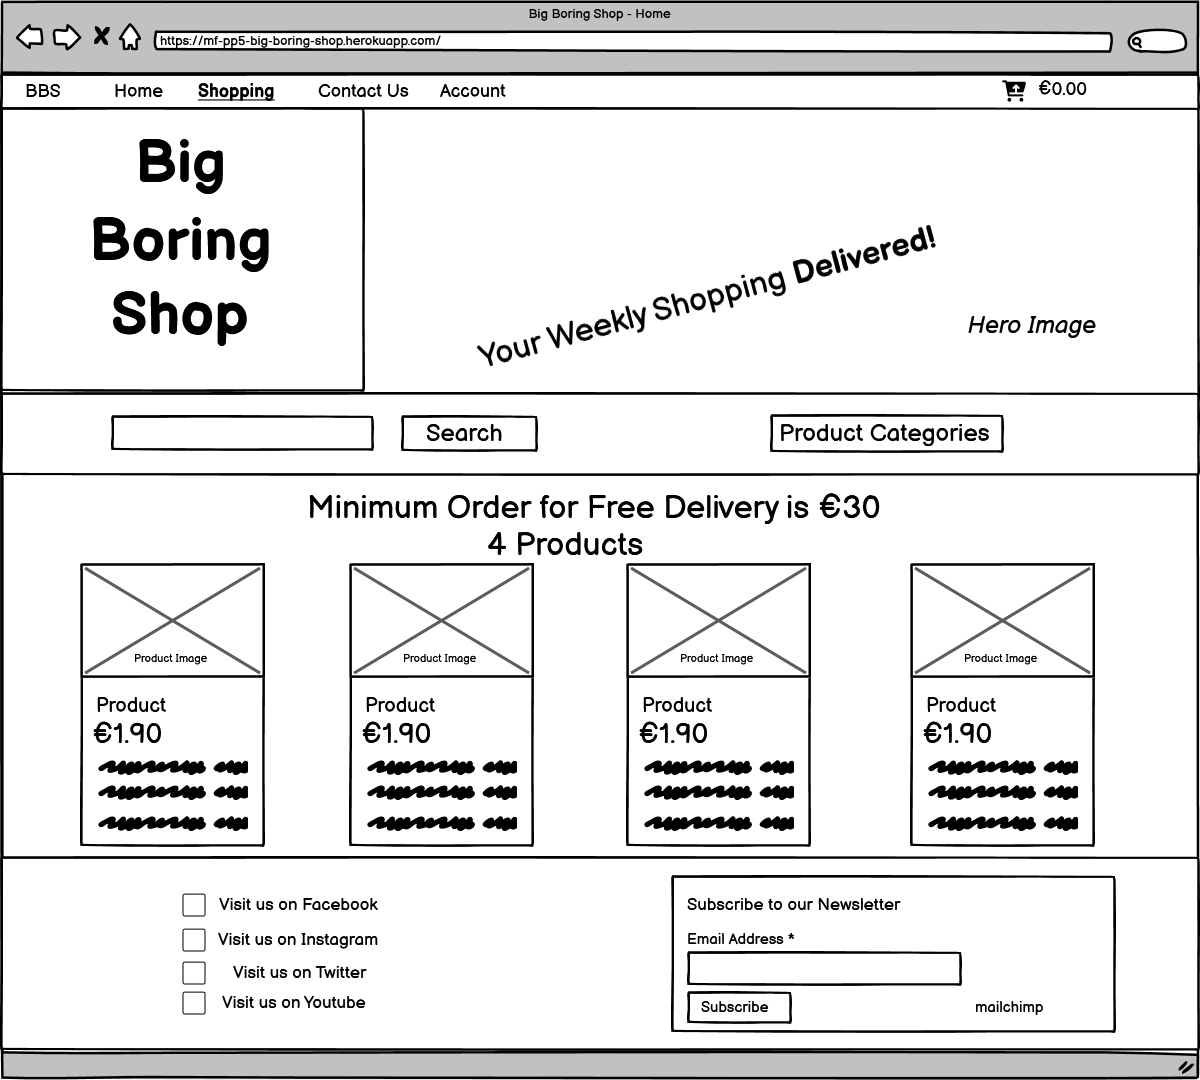 Big Boring Shop - Home
https://mf-pp5-big-boring-shop.herokuapp.com/
BBS Home Shopping Contact Us Account €0.00
Big
Boring
Shop
Your Weekly Shopping Delivered!
Hero Image
Search Product Categories
Minimum Order for Free Delivery is €30
4 Products
Product Image Product Image Product Image Product Image
Product Product Product Product
€1.90 €1.90 €1.90 €1.90
Visit us on Facebook
Visit us on Instagram
Visit us on Twitter
Visit us on Youtube
Subscribe to our Newsletter
Email Address *
Subscribe mailchimp